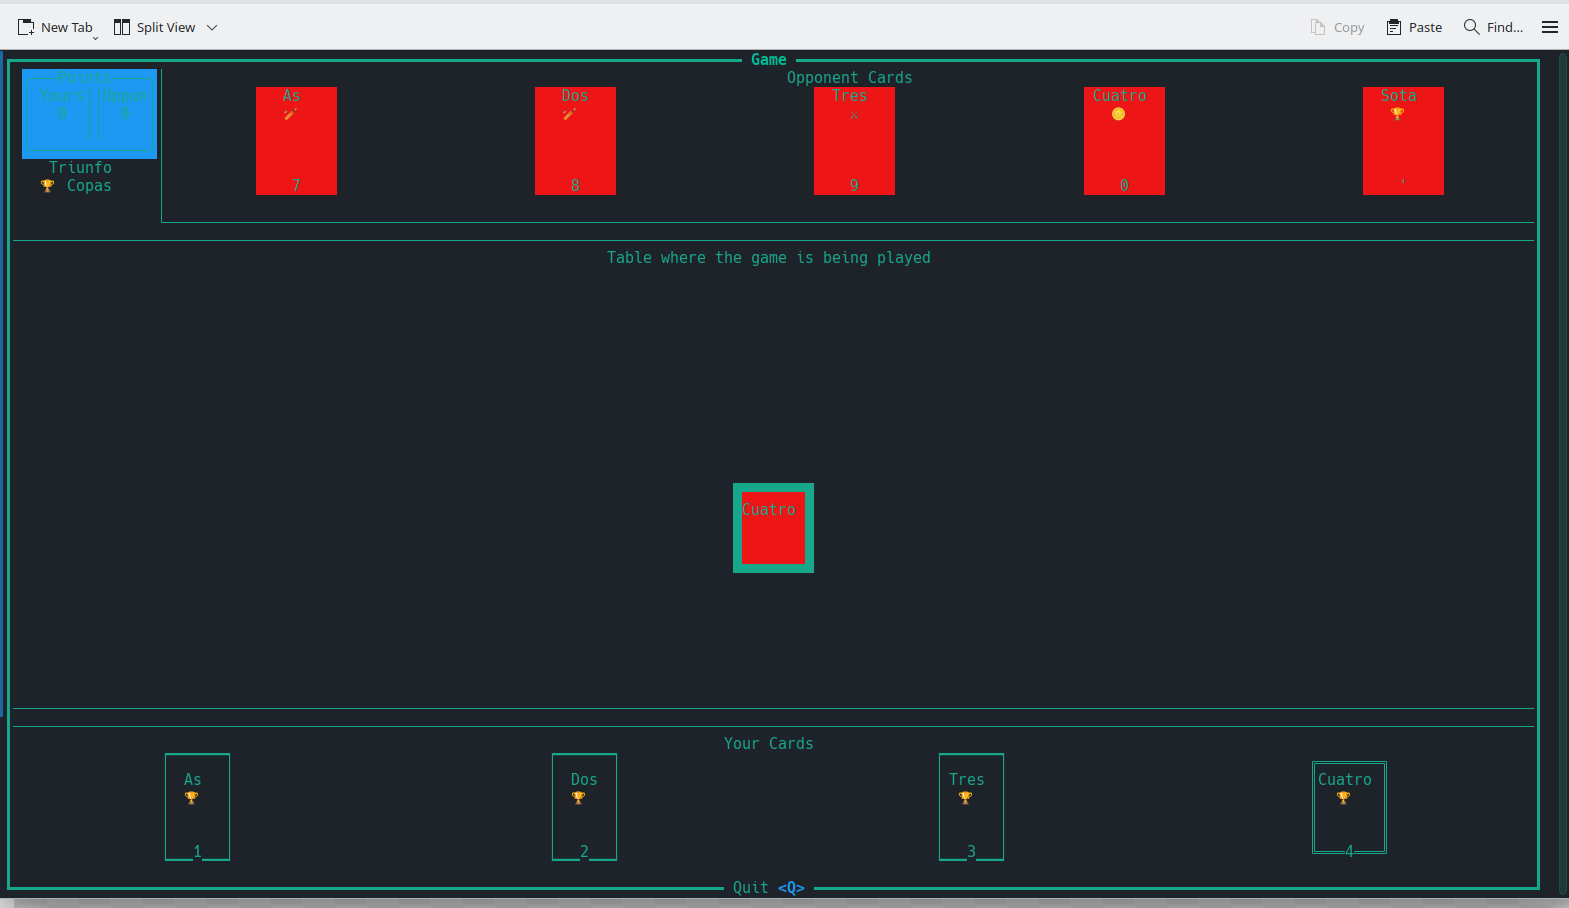 New Tab Split View Copy Paste Find...
Game
Points
Yours Oppon
0 0
Triunfo
🏆 Copas
Opponent Cards
As Dos Tres Cuatro Sota
7 8 9 0 '
Table where the game is being played
Cuatro
Your Cards
As Dos Tres Cuatro
1 2 3 4
Quit <Q>